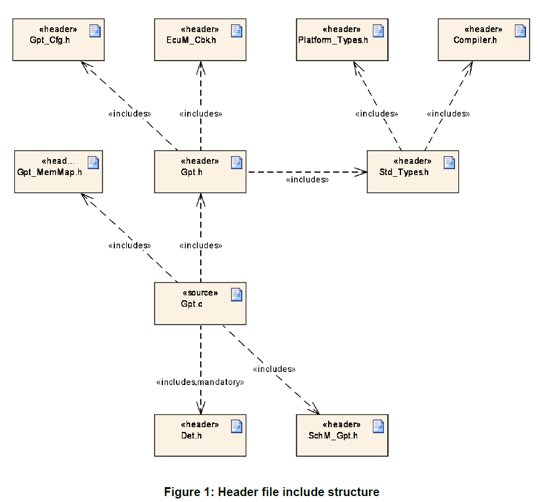 «header»
Gpt_Cfg.h
«header»
EcuM_Cbk.h
«header»
Platform_Types.h
«header»
Compiler.h
«includes»
«includes»
«includes»
«includes»
«head...
Gpt_MemMap.h
«header»
Gpt.h
«includes»
«header»
Std_Types.h
«includes»
«includes»
«source»
Gpt.c
«includes»
«includes,mandatory»
«header»
Det.h
«header»
SchM_Gpt.h
Figure 1: Header file include structure